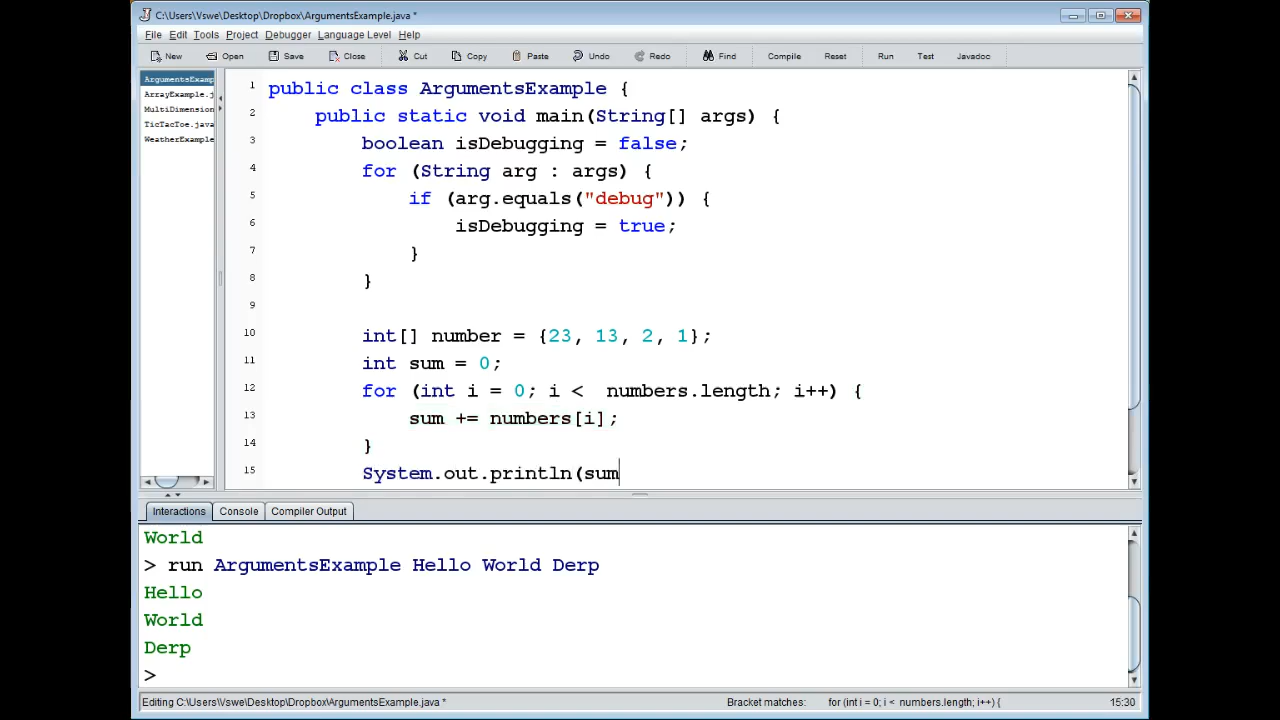 C:\Users\Vswe\Desktop\Dropbox\ArgumentsExample.java *
File Edit Tools Project Debugger Language Level Help
New Open Save Close Cut Copy Paste Undo Redo Find Compile Reset Run Test Javadoc
ArgumentsExamp
ArrayExample.j
MultiDimension
TicTacToe.java
WeatherExample
1 public class ArgumentsExample {
2 public static void main(String[] args) {
3 boolean isDebugging = false;
4 for (String arg : args) {
5 if (arg.equals("debug")) {
6 isDebugging = true;
7 }
8 }
9
10 int[] number = {23, 13, 2, 1};
11 int sum = 0;
12 for (int i = 0; i <  numbers.length; i++) {
13 sum += numbers[i];
14 }
15 System.out.println(sum
Interactions Console Compiler Output
World
> run ArgumentsExample Hello World Derp
Hello
World
Derp
>
Editing C:\Users\Vswe\Desktop\Dropbox\ArgumentsExample.java * Bracket matches: for (int i = 0; i < numbers.length; i++) { 15:30